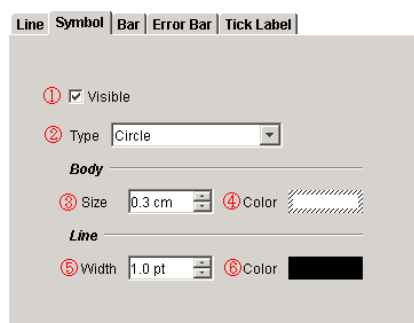 Line Symbol Bar Error Bar Tick Label
① Visible
② Type Circle
Body
③ Size 0.3 cm ④ Color
Line
⑤ Width 1.0 pt ⑥ Color